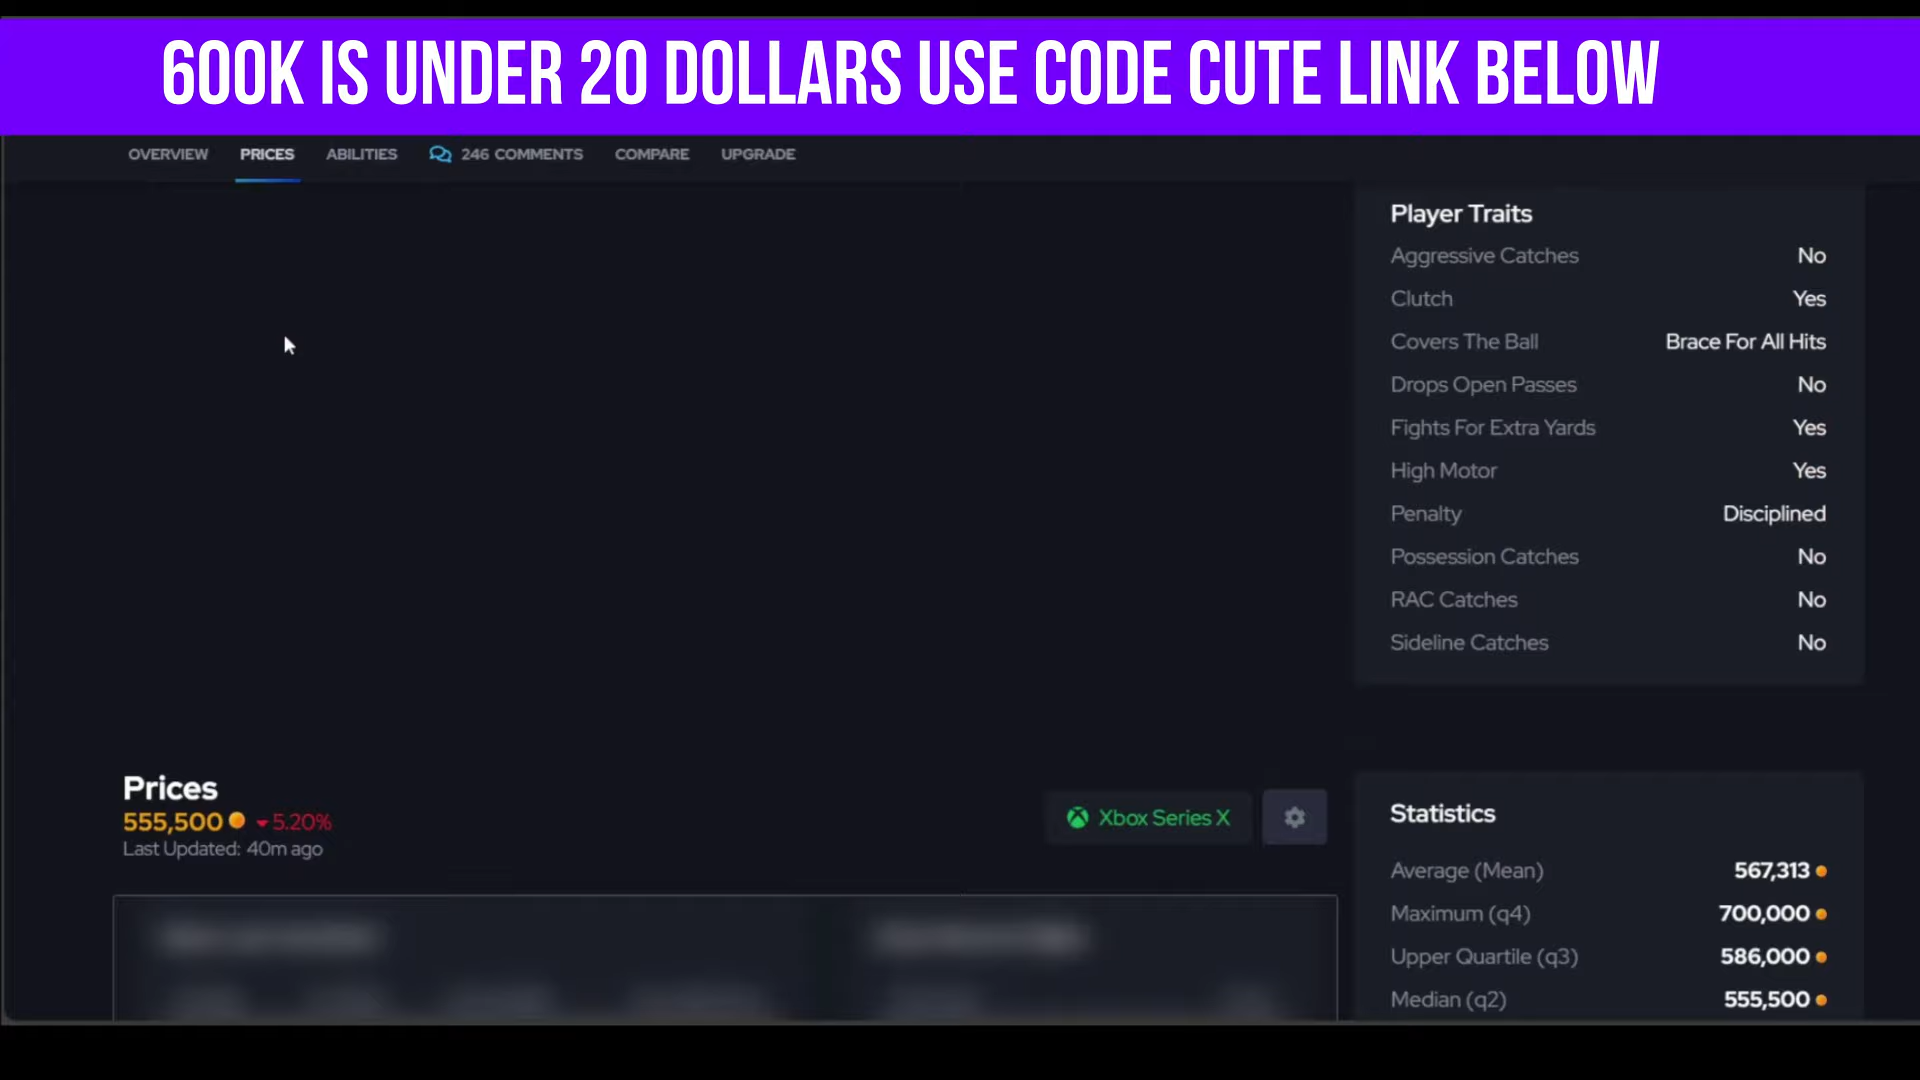 600K IS UNDER 20 DOLLARS USE CODE CUTE LINK BELOW
OVERVIEW PRICES ABILITIES 246 COMMENTS COMPARE UPGRADE
Player Traits
Aggressive Catches No
Clutch Yes
Covers The Ball Brace For All Hits
Drops Open Passes No
Fights For Extra Yards Yes
High Motor Yes
Penalty Disciplined
Possession Catches No
RAC Catches No
Sideline Catches No
Prices
555,500 5.20%
Last Updated: 40m ago
Xbox Series X
Statistics
Average (Mean) 567,313
Maximum (q4) 700,000
Upper Quartile (q3) 586,000
Median (q2) 555,500